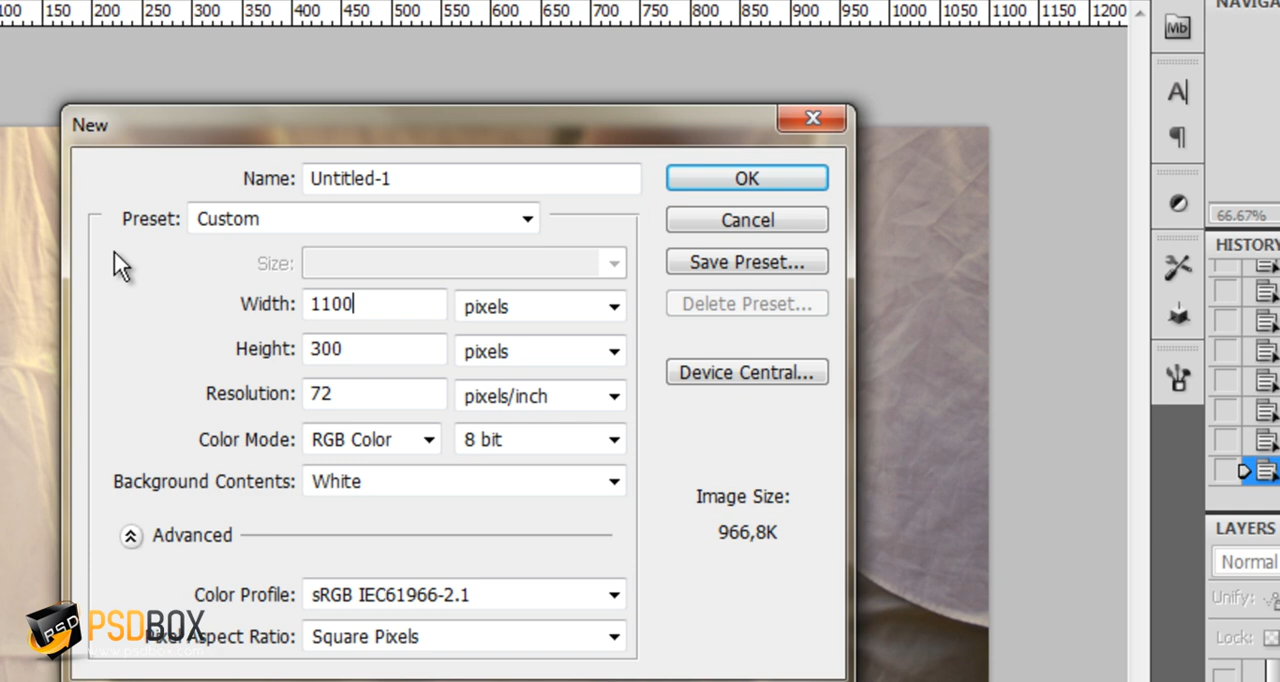 100 150 200 250 300 350 400 450 500 550 600 650 700 750 800 850 900 950 1000 1050 1100 1150 1200
Mb
New
Name: Untitled-1
OK
Preset: Custom
Cancel
Size:
Save Preset...
Width: 1100 pixels
Delete Preset...
Height: 300 pixels
Device Central...
Resolution: 72 pixels/inch
Color Mode: RGB Color 8 bit
Background Contents: White
Image Size:
966,8K
Advanced
Color Profile: sRGB IEC61966-2.1
Pixel Aspect Ratio: Square Pixels
PSDBOX
www.psdbox.com
PSD
A
66.67%
HISTORY
LAYERS
Normal
Unify:
Lock: